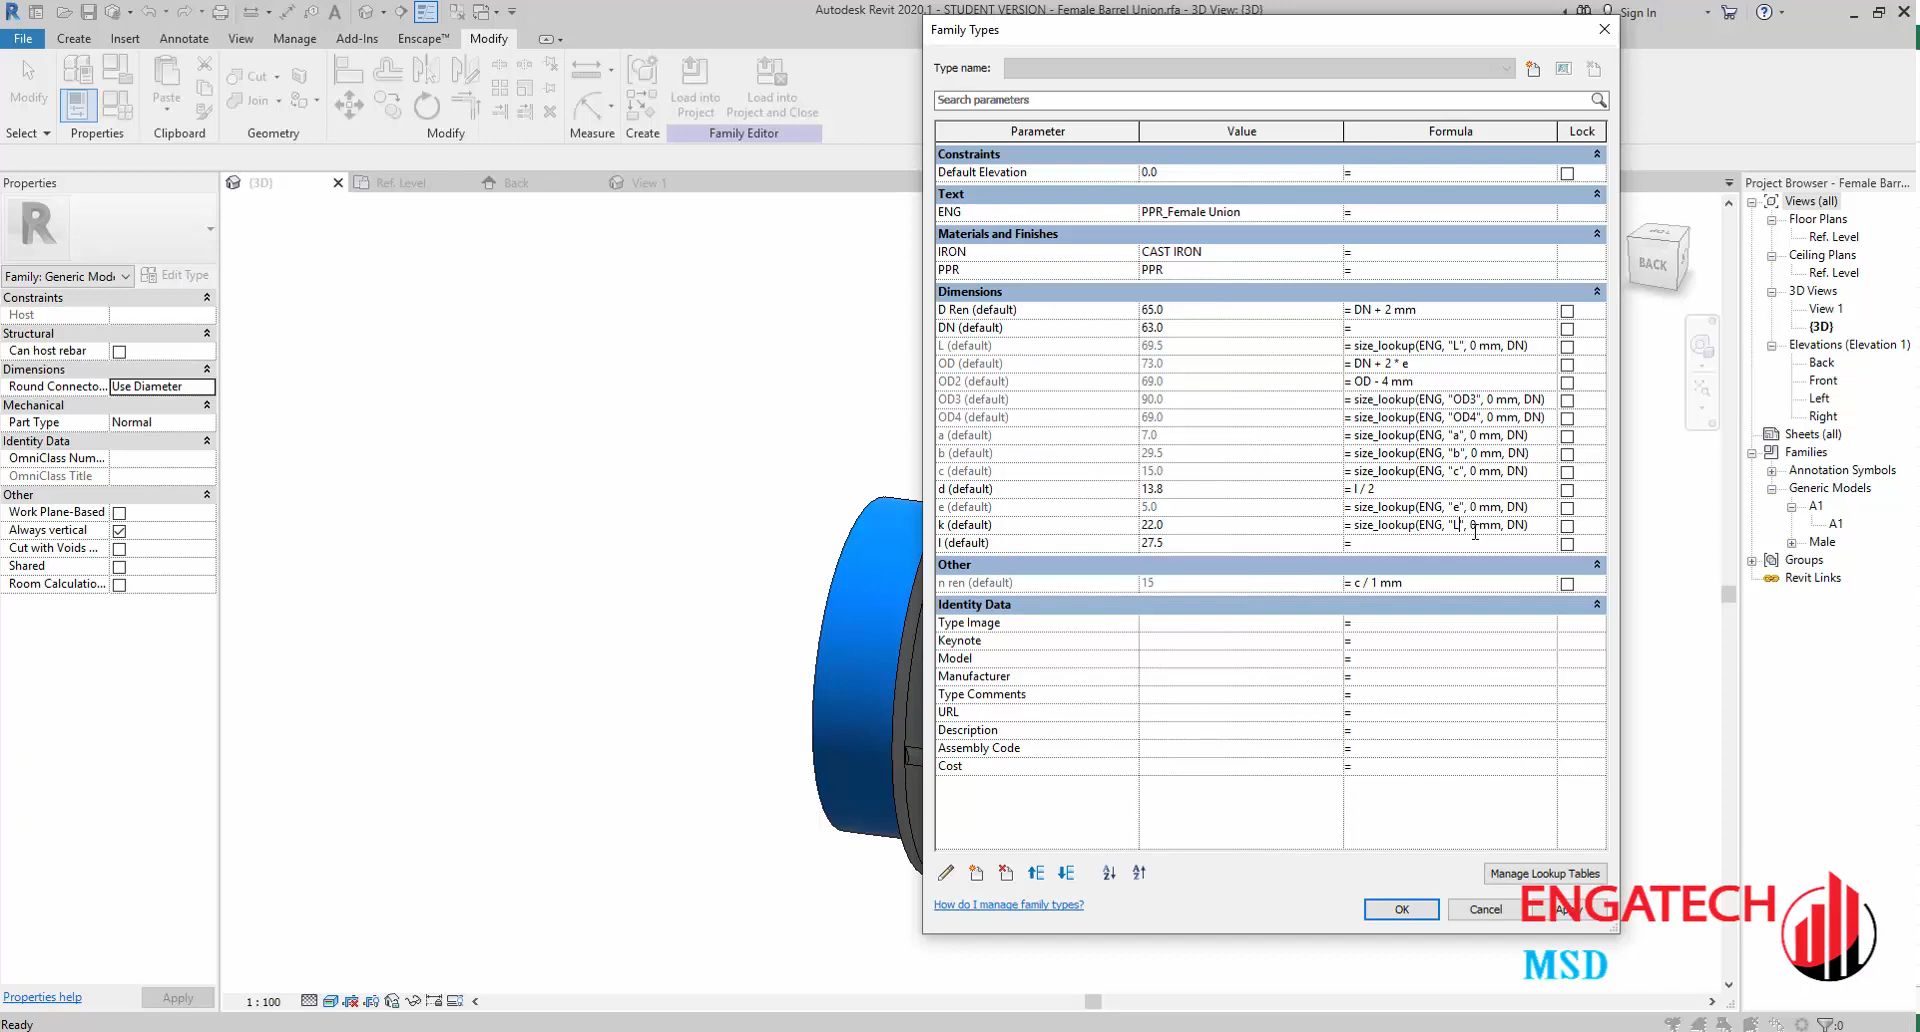 Autodesk Revit 2020.1 - STUDENT VERSION - Female Barrel Union.rfa - 3D View: {3D}
Sign In
File Create Insert Annotate View Manage Add-Ins Enscape™ Modify
Modify
Paste
Cut
Join
Load into Project
Load into Project and Close
Select Properties Clipboard Geometry Modify Measure Create Family Editor
Properties
{3D} Ref. Level Back View 1
Family: Generic Mod
Edit Type
Constraints
Host
Structural
Can host rebar
Dimensions
Round Connecto... Use Diameter
Mechanical
Part Type Normal
Identity Data
OmniClass Num...
OmniClass Title
Other
Work Plane-Based
Always vertical
Cut with Voids ...
Shared
Room Calculatio...
Properties help
Apply
Ready
1 : 100
Family Types
Type name:
Search parameters
Parameter Value Formula Lock
Constraints
Default Elevation 0.0 =
Text
ENG PPR_Female Union =
Materials and Finishes
IRON CAST IRON =
PPR PPR =
Dimensions
D Ren (default) 65.0 = DN + 2 mm
DN (default) 63.0 =
L (default) 69.5 = size_lookup(ENG, "L", 0 mm, DN)
OD (default) 73.0 = DN + 2 * e
OD2 (default) 69.0 = OD - 4 mm
OD3 (default) 90.0 = size_lookup(ENG, "OD3", 0 mm, DN)
OD4 (default) 69.0 = size_lookup(ENG, "OD4", 0 mm, DN)
a (default) 7.0 = size_lookup(ENG, "a", 0 mm, DN)
b (default) 29.5 = size_lookup(ENG, "b", 0 mm, DN)
c (default) 15.0 = size_lookup(ENG, "c", 0 mm, DN)
d (default) 13.8 = l / 2
e (default) 5.0 = size_lookup(ENG, "e", 0 mm, DN)
k (default) 22.0 = size_lookup(ENG, "L", 0 mm, DN)
l (default) 27.5 =
Other
n ren (default) 15 = c / 1 mm
Identity Data
Type Image =
Keynote =
Model =
Manufacturer =
Type Comments =
URL =
Description =
Assembly Code =
Cost =
Manage Lookup Tables
How do I manage family types?
OK Cancel Apply
BACK
Project Browser - Female Barr...
Views (all)
Floor Plans
Ref. Level
Ceiling Plans
Ref. Level
3D Views
View 1
{3D}
Elevations (Elevation 1)
Back
Front
Left
Right
Sheets (all)
Families
Annotation Symbols
Generic Models
A1
A1
Male
Groups
Revit Links
ENGATECH
MSD
:0